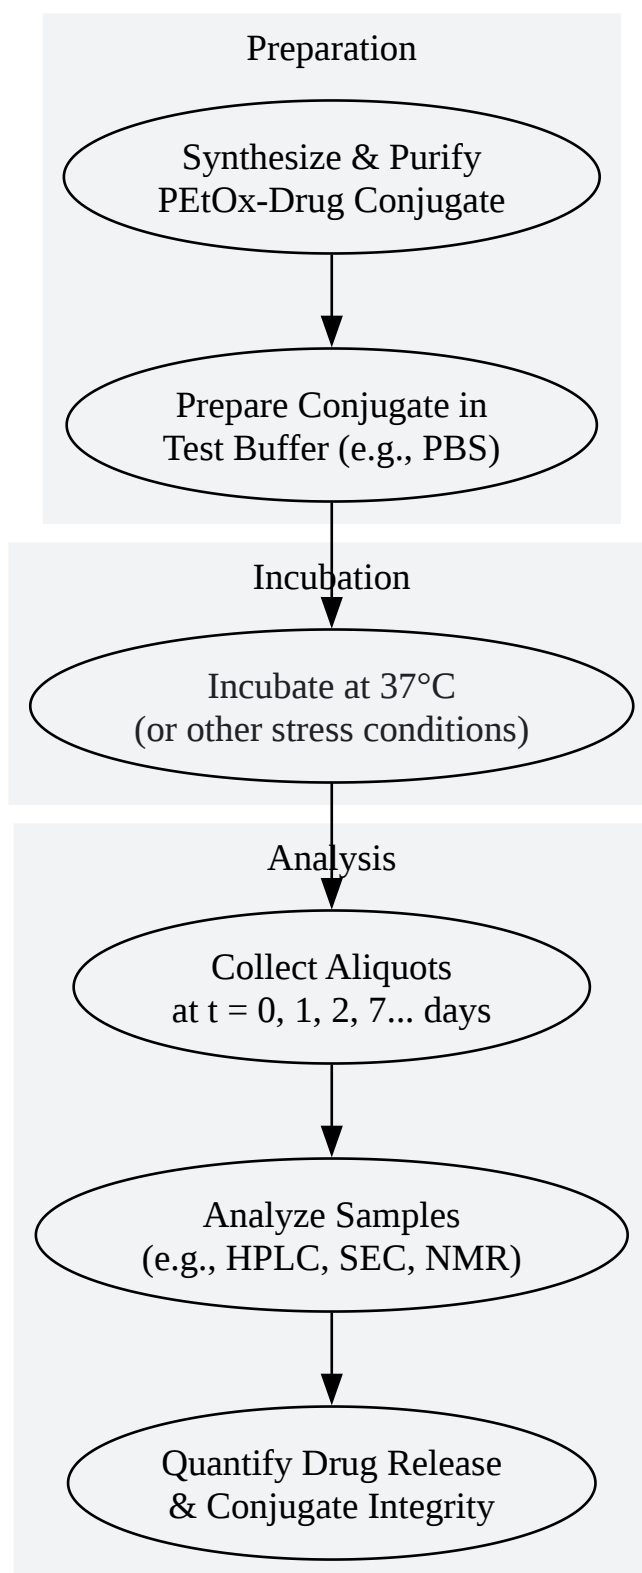 Preparation
Synthesize & Purify
PEtOx-Drug Conjugate
Prepare Conjugate in
Test Buffer (e.g., PBS)
Incubation
Incubate at 37°C
(or other stress conditions)
Analysis
Collect Aliquots
at t = 0, 1, 2, 7... days
Analyze Samples
(e.g., HPLC, SEC, NMR)
Quantify Drug Release
& Conjugate Integrity